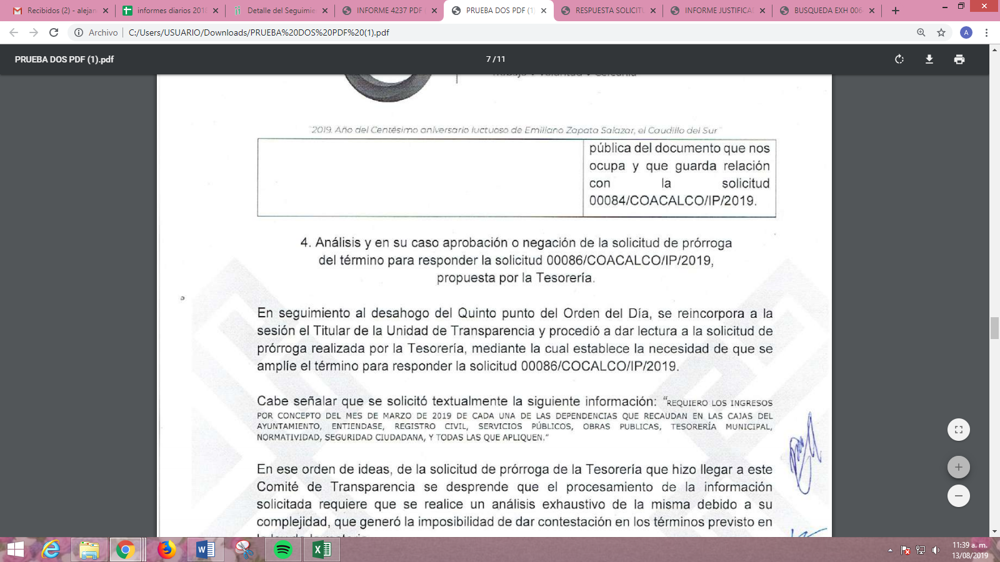 Recibidos (2) - alejan
informes diarios 2018
Detalle del Seguimie
INFORME 4237 PDF (
PRUEBA DOS PDF (1)
RESPUESTA SOLICITU
INFORME JUSTIFICA
BUSQUEDA EXH 006
Archivo C:/Users/USUARIO/Downloads/PRUEBA%20DOS%20PDF%20(1).pdf
A
PRUEBA DOS PDF (1).pdf
7 / 11
"2019. Año del Centésimo aniversario luctuoso de Emiliano Zapata Salazar, el Caudillo del Sur"
pública del documento que nos
ocupa y que guarda relación
con la solicitud
00084/COACALCO/IP/2019.
4. Análisis y en su caso aprobación o negación de la solicitud de prórroga
del término para responder la solicitud 00086/COACALCO/IP/2019,
propuesta por la Tesorería.
En seguimiento al desahogo del Quinto punto del Orden del Día, se reincorpora a la
sesión el Titular de la Unidad de Transparencia y procedió a dar lectura a la solicitud de
prórroga realizada por la Tesorería, mediante la cual establece la necesidad de que se
amplíe el término para responder la solicitud 00086/COCALCO/IP/2019.
Cabe señalar que se solicitó textualmente la siguiente información: "REQUIERO LOS INGRESOS
POR CONCEPTO DEL MES DE MARZO DE 2019 DE CADA UNA DE LAS DEPENDENCIAS QUE RECAUDAN EN LAS CAJAS DEL
AYUNTAMIENTO, ENTIENDASE, REGISTRO CIVIL, SERVICIOS PÚBLICOS, OBRAS PUBLICAS, TESORERÍA MUNICIPAL,
NORMATIVIDAD, SEGURIDAD CIUDADANA, Y TODAS LAS QUE APLIQUEN."
En ese orden de ideas, de la solicitud de prórroga de la Tesorería que hizo llegar a este
Comité de Transparencia se desprende que el procesamiento de la información
solicitada requiere que se realice un análisis exhaustivo de la misma debido a su
complejidad, que generó la imposibilidad de dar contestación en los términos previsto en
11:39 a. m.
13/08/2019